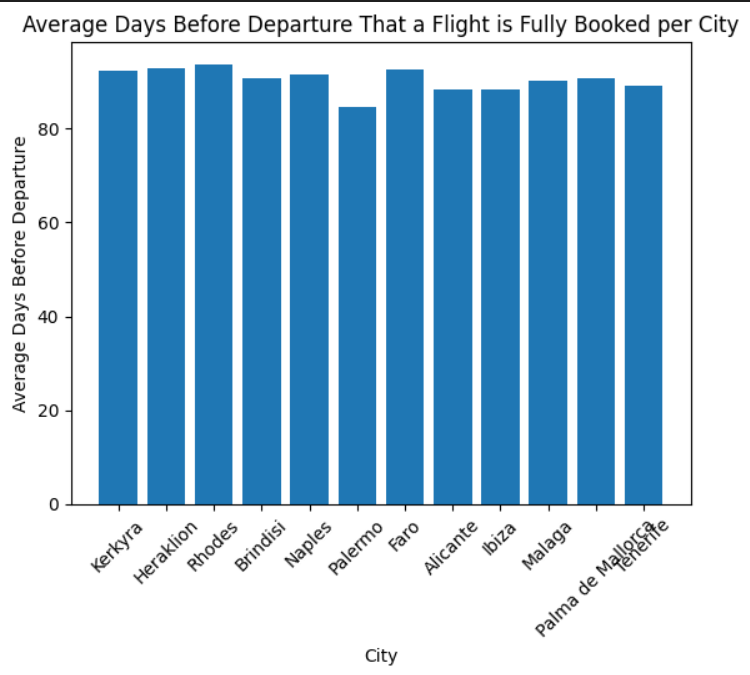 Average Days Before Departure That a Flight is Fully Booked per City
Average Days Before Departure
80
60
40
20
0
Kerkyra
Heraklion
Rhodes
Brindisi
Naples
Palermo
Faro
Alicante
Ibiza
Malaga
Palma de Mallorca
Tenerife
City